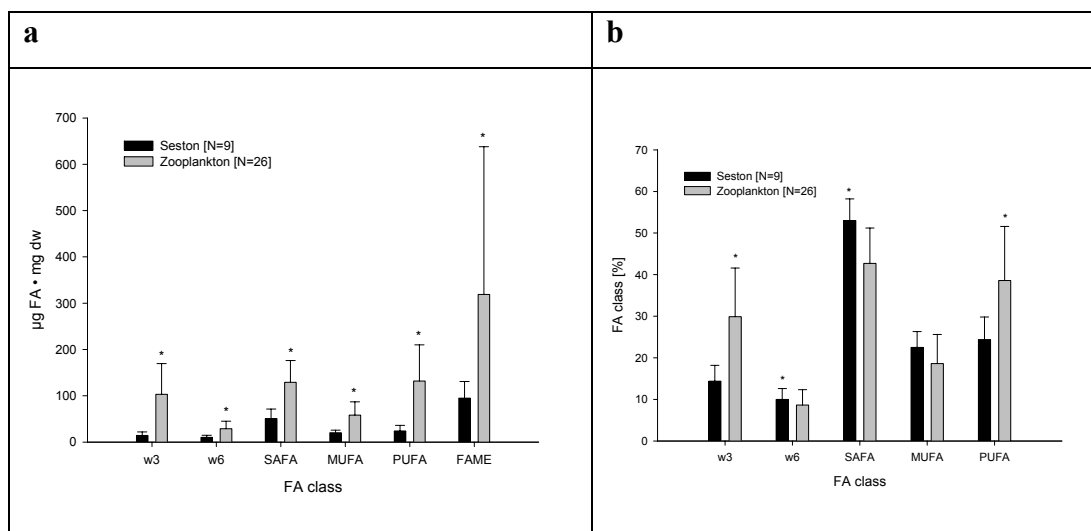 a
b
700
600
500
400
300
200
100
0
µg FA • mg dw
Seston [N=9]
Zooplankton [N=26]
*
*
*
*
*
*
w3 w6 SAFA MUFA PUFA FAME
FA class
70
60
50
40
30
20
10
0
FA class [%]
Seston [N=9]
Zooplankton [N=26]
*
*
*
*
w3 w6 SAFA MUFA PUFA
FA class